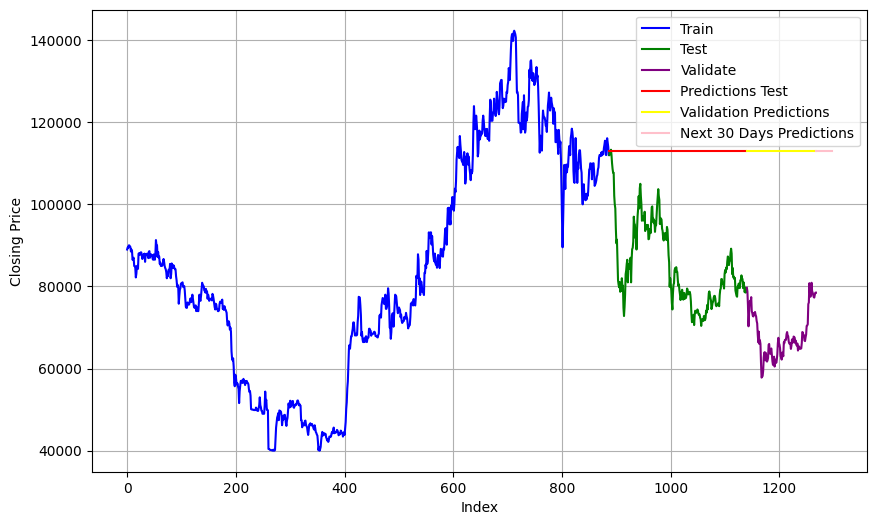 140000
120000
100000
80000
60000
40000
Closing Price
0 200 400 600 800 1000 1200
Index
Train
Test
Validate
Predictions Test
Validation Predictions
Next 30 Days Predictions